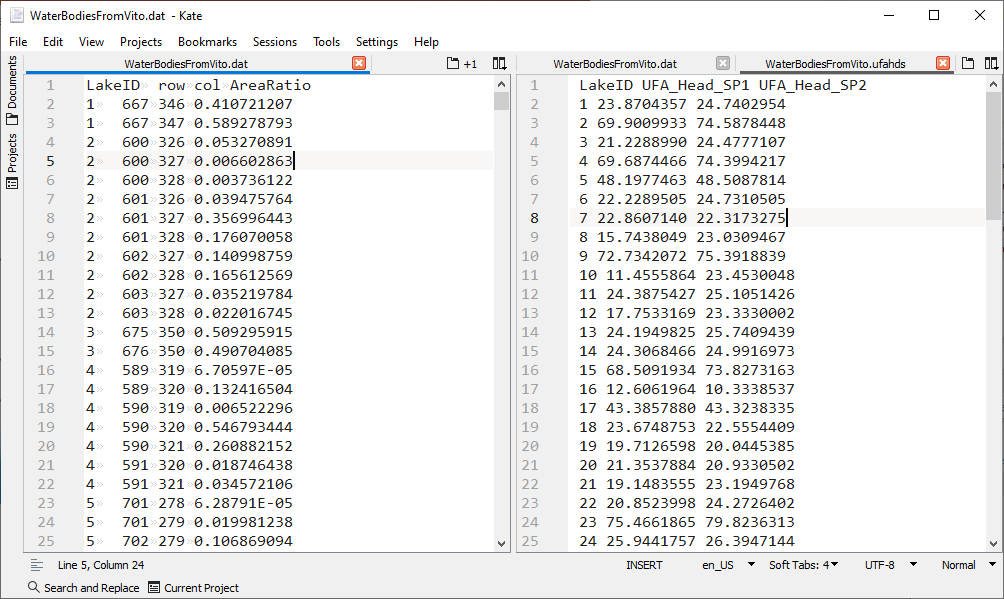 WaterBodiesFromVito.dat - Kate
File Edit View Projects Bookmarks Sessions Tools Settings Help
Documents
Projects
WaterBodiesFromVito.dat +1
1 LakeID» row»col»AreaRatio
2 1» 667»346»0.410721207
3 1» 667»347»0.589278793
4 2» 600»326»0.053270891
5 2» 600»327»0.006602863
6 2» 600»328»0.003736122
7 2» 601»326»0.039475764
8 2» 601»327»0.356996443
9 2» 601»328»0.176070058
10 2» 602»327»0.140998759
11 2» 602»328»0.165612569
12 2» 603»327»0.035219784
13 2» 603»328»0.022016745
14 3» 675»350»0.509295915
15 3» 676»350»0.490704085
16 4» 589»319»6.70597E-05
17 4» 589»320»0.132416504
18 4» 590»319»0.006522296
19 4» 590»320»0.546793444
20 4» 590»321»0.260882152
21 4» 591»320»0.018746438
22 4» 591»321»0.034572106
23 5» 701»278»6.28791E-05
24 5» 701»279»0.019981238
25 5» 702»279»0.106869094
WaterBodiesFromVito.dat WaterBodiesFromVito.ufahds
1 LakeID UFA_Head_SP1 UFA_Head_SP2
2 1 23.8704357 24.7402954
3 2 69.9009933 74.5878448
4 3 21.2288990 24.4777107
5 4 69.6874466 74.3994217
6 5 48.1977463 48.5087814
7 6 22.2289505 24.7310505
8 7 22.8607140 22.3173275
9 8 15.7438049 23.0309467
10 9 72.7342072 75.3918839
11 10 11.4555864 23.4530048
12 11 24.3875427 25.1051426
13 12 17.7533169 23.3330002
14 13 24.1949825 25.7409439
15 14 24.3068466 24.9916973
16 15 68.5091934 73.8273163
17 16 12.6061964 10.3338537
18 17 43.3857880 43.3238335
19 18 23.6748753 22.5554409
20 19 19.7126598 20.0445385
21 20 21.3537884 20.9330502
22 21 19.1483555 23.1949768
23 22 20.8523998 24.2726402
24 23 75.4661865 79.8236313
25 24 25.9441757 26.3947144
Line 5, Column 24 INSERT en_US Soft Tabs: 4 UTF-8 Normal
Search and Replace Current Project